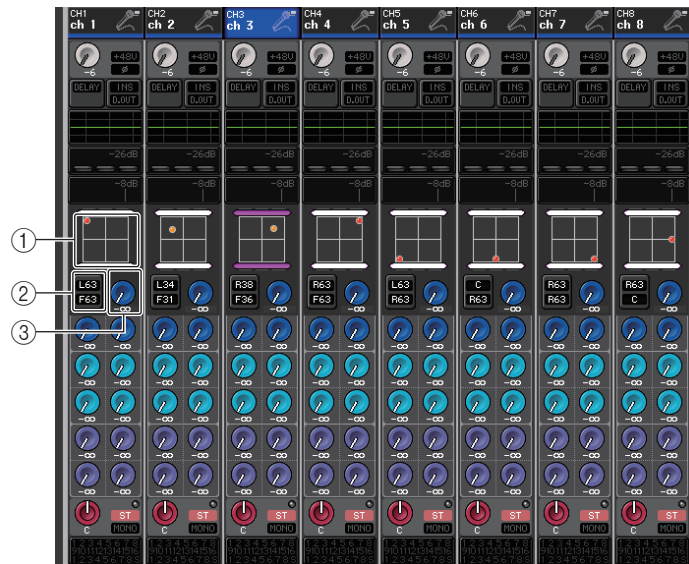 CH1 CH2 CH3 CH4 CH5 CH6 CH7 CH8
ch 1 ch 2 ch 3 ch 4 ch 5 ch 6 ch 7 ch 8
+48V +48V +48V +48V +48V +48V +48V +48V
-6 ø -6 ø -6 ø -6 ø -6 ø -6 ø -6 ø -6 ø
DELAY INS DELAY INS DELAY INS DELAY INS DELAY INS DELAY INS DELAY INS DELAY INS
D.OUT D.OUT D.OUT D.OUT D.OUT D.OUT D.OUT D.OUT
-26dB -26dB -26dB -26dB -26dB -26dB -26dB -26dB
-8dB -8dB -8dB -8dB -8dB -8dB -8dB -8dB
①
② L63 L34 R38 R63 L63 C R63 R63
F63 -∞ F31 -∞ F36 -∞ F63 -∞ R63 -∞ R63 -∞ R63 -∞ C -∞
③
-∞ -∞ -∞ -∞ -∞ -∞ -∞ -∞ -∞ -∞ -∞ -∞ -∞ -∞ -∞ -∞
-∞ -∞ -∞ -∞ -∞ -∞ -∞ -∞ -∞ -∞ -∞ -∞ -∞ -∞ -∞ -∞
-∞ -∞ -∞ -∞ -∞ -∞ -∞ -∞ -∞ -∞ -∞ -∞ -∞ -∞ -∞ -∞
-∞ -∞ -∞ -∞ -∞ -∞ -∞ -∞ -∞ -∞ -∞ -∞ -∞ -∞ -∞ -∞
-∞ -∞ -∞ -∞ -∞ -∞ -∞ -∞ -∞ -∞ -∞ -∞ -∞ -∞ -∞ -∞
ST ST ST ST ST ST ST ST
C MONO C MONO C MONO C MONO C MONO C MONO C MONO C MONO